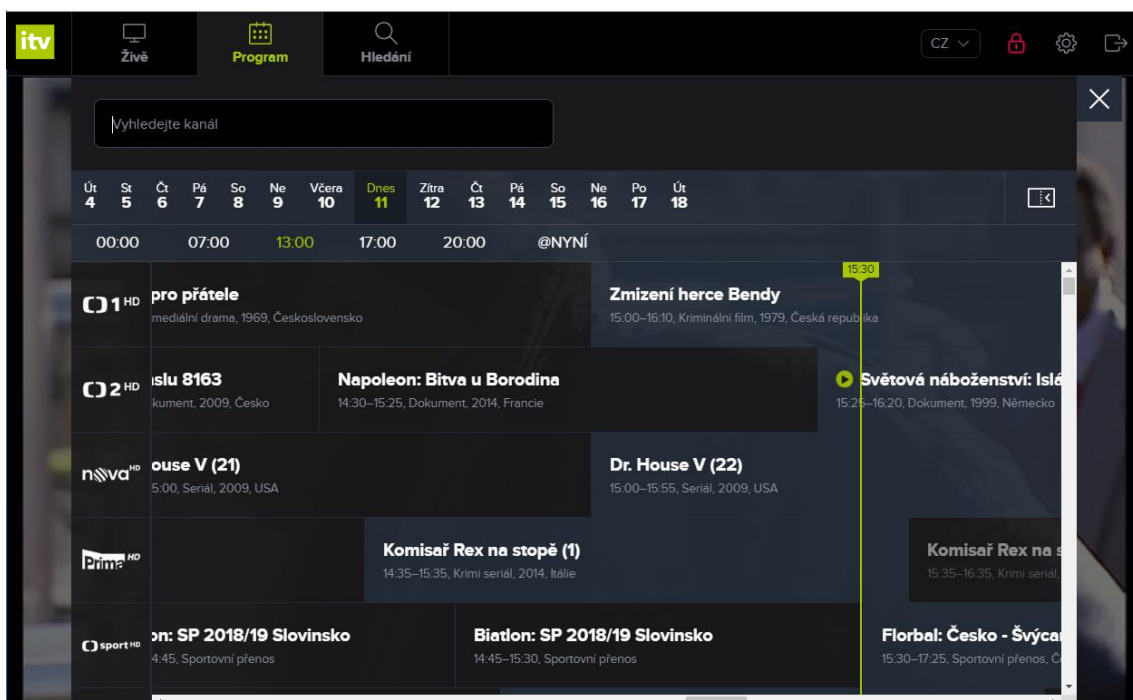 itv
Živě
Program
Hledání
CZ
Vyhledejte kanál
Út St Čt Pá So Ne Včera Dnes Zítra Čt Pá So Ne Po Út
4 5 6 7 8 9 10 11 12 13 14 15 16 17 18
00:00 07:00 13:00 17:00 20:00 @NYNÍ
15:30
1 HD
pro přátele
mediální drama, 1969, Československo
Zmizení herce Bendy
15:00–16:10, Kriminální film, 1979, Česká republika
2 HD
aslu 8163
kument, 2009, Česko
Napoleon: Bitva u Borodina
14:30–15:25, Dokument, 2014, Francie
Světová náboženství: Islá
15:25–16:20, Dokument, 1999, Německo
nova HD
ouse V (21)
5:00, Seriál, 2009, USA
Dr. House V (22)
15:00–15:55, Seriál, 2009, USA
Prima HD
Komisař Rex na stopě (1)
14:35–15:35, Krimi seriál, 2014, Itálie
Komisař Rex na s
15:35–16:35, Krimi seriál,
sport HD
on: SP 2018/19 Slovinsko
4:45, Sportovní přenos
Biatlon: SP 2018/19 Slovinsko
14:45–15:30, Sportovní přenos
Florbal: Česko - Švýcar
15:30–17:25, Sportovní přenos, Č